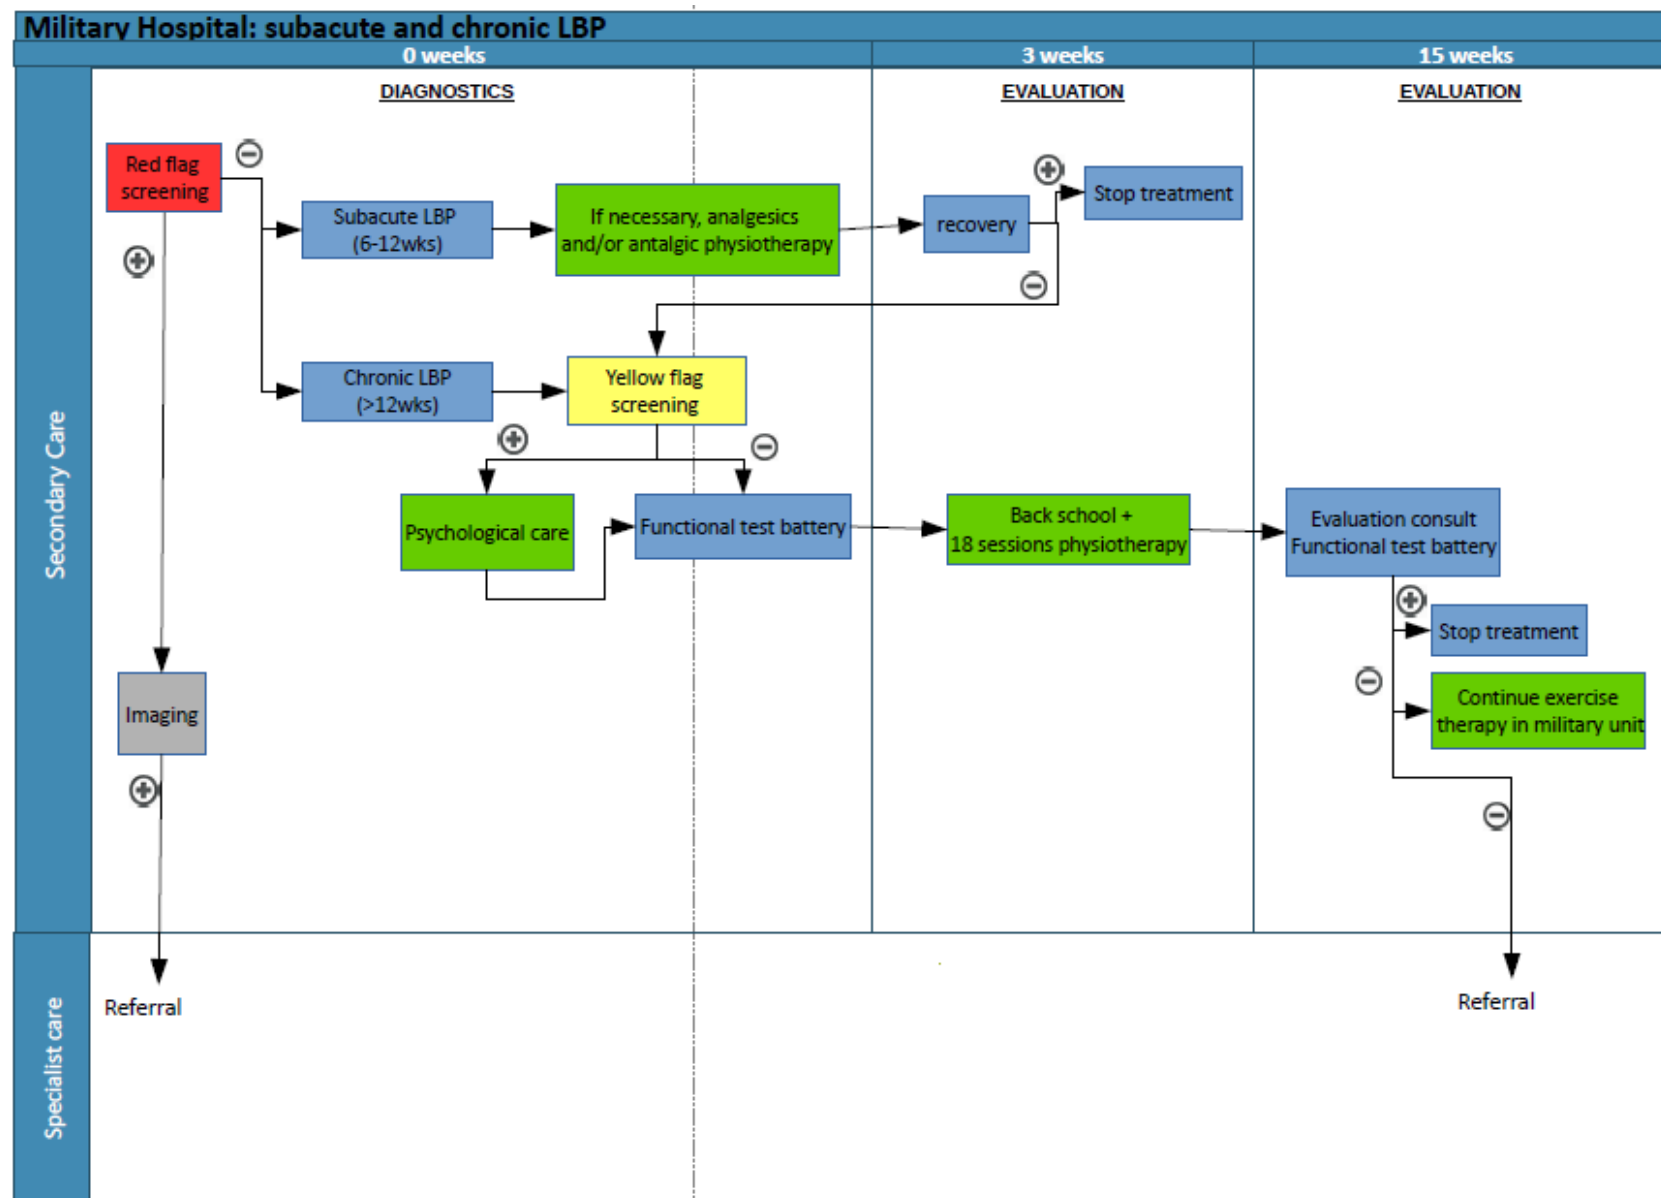 Military Hospital: subacute and chronic LBP
0 weeks
3 weeks
15 weeks
Secondary Care
DIAGNOSTICS
EVALUATION
EVALUATION
Red flag
screening
Subacute LBP
(6-12wks)
If necessary, analgesics
and/or antalgic physiotherapy
recovery
Stop treatment
Chronic LBP
(>12wks)
Yellow flag
screening
Psychological care
Functional test battery
Back school +
18 sessions physiotherapy
Evaluation consult
Functional test battery
Stop treatment
Continue exercise
therapy in military unit
Imaging
Specialist care
Referral
Referral